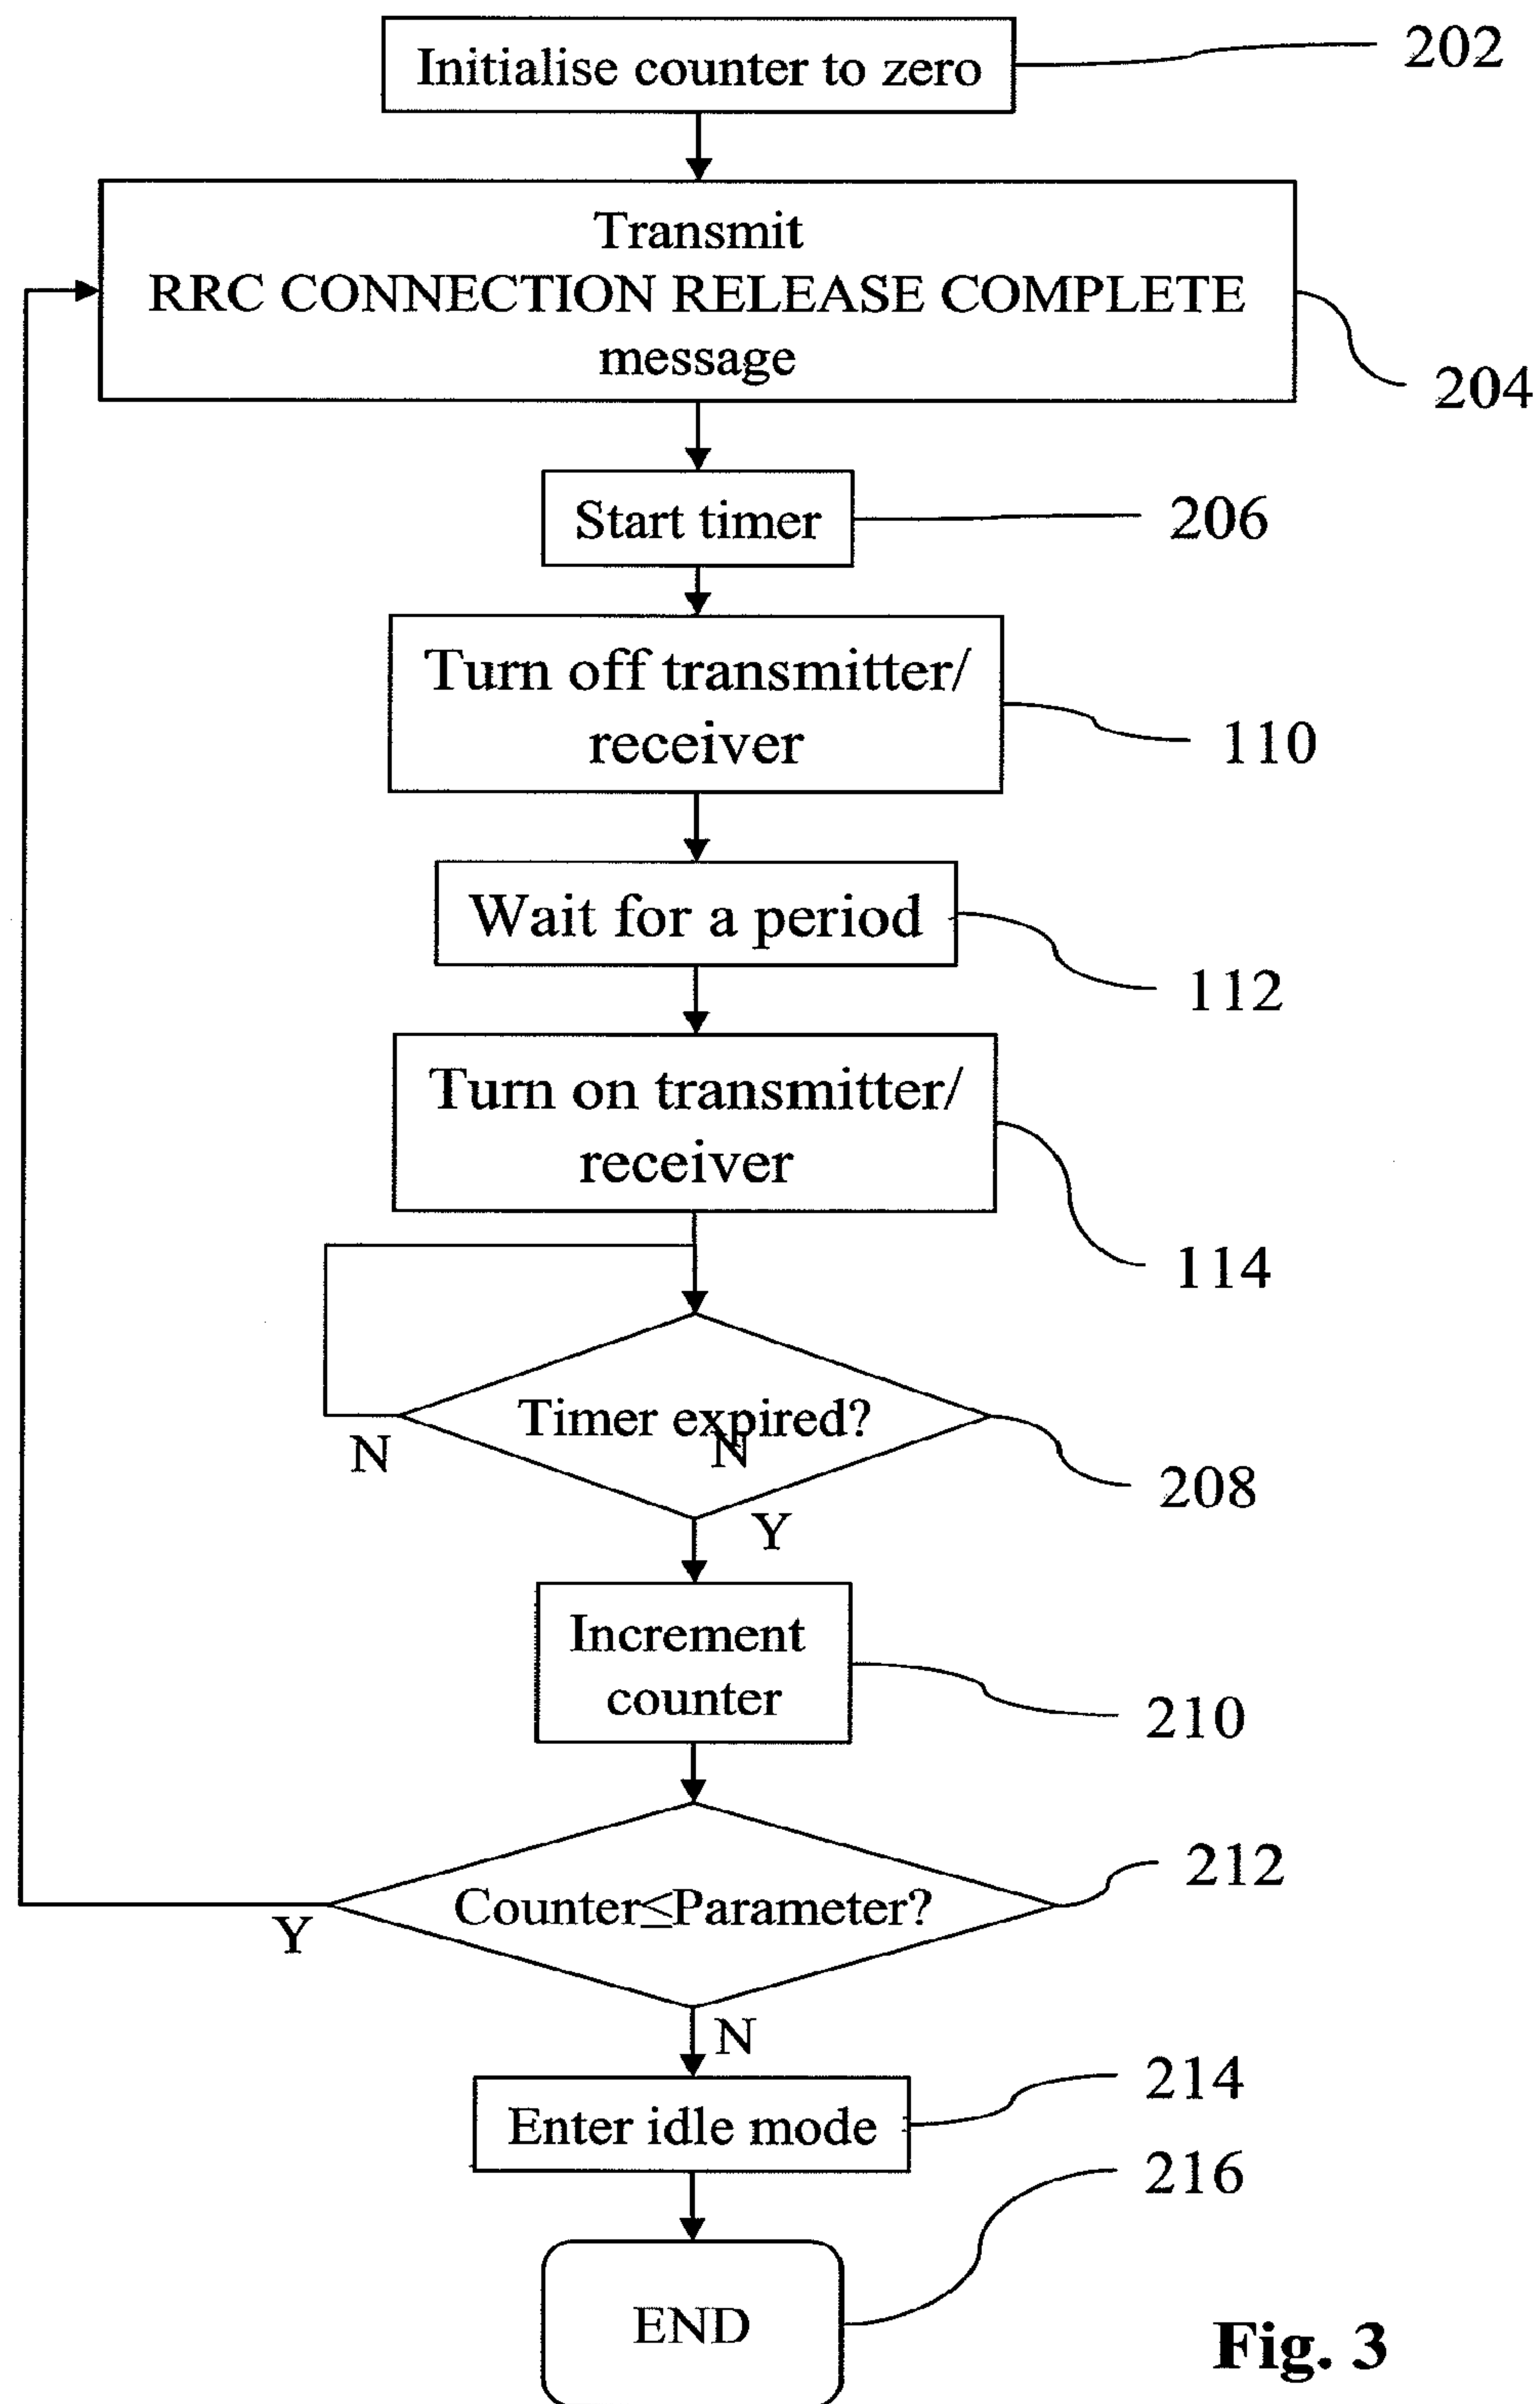 Initialise counter to zero
202
Transmit
RRC CONNECTION RELEASE COMPLETE
message
204
Start timer
206
Turn off transmitter/
receiver
110
Wait for a period
112
Turn on transmitter/
receiver
114
Timer expired?
N
N
208
Y
Increment
counter
210
212
Counter≤Parameter?
Y
N
214
Enter idle mode
216
END
Fig. 3